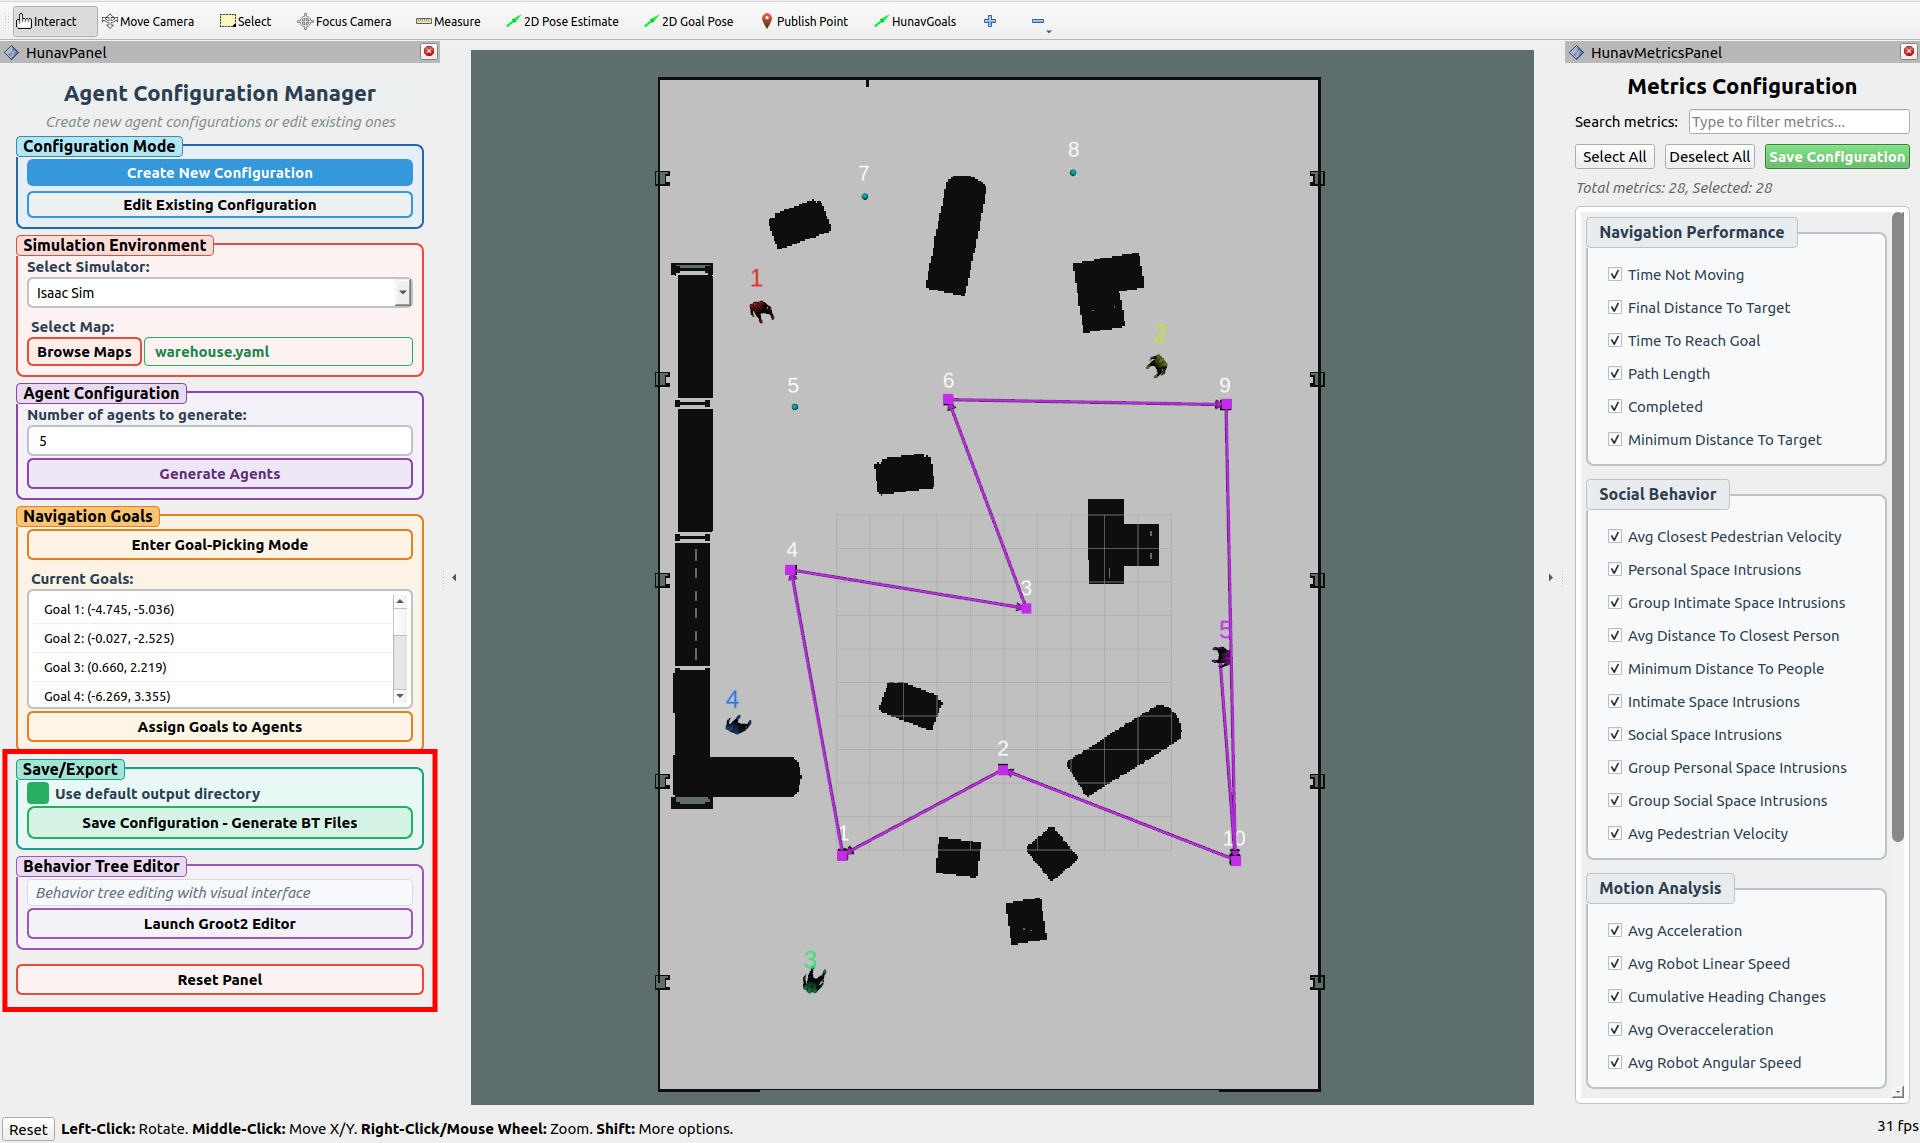 Interact Move Camera Select Focus Camera Measure 2D Pose Estimate 2D Goal Pose Publish Point HunavGoals
HunavPanel
Agent Configuration Manager
Create new agent configurations or edit existing ones
Configuration Mode
Create New Configuration
Edit Existing Configuration
Simulation Environment
Select Simulator:
Isaac Sim
Select Map:
Browse Maps warehouse.yaml
Agent Configuration
Number of agents to generate:
5
Generate Agents
Navigation Goals
Enter Goal-Picking Mode
Current Goals:
Goal 1: (-4.745, -5.036)
Goal 2: (-0.027, -2.525)
Goal 3: (0.660, 2.219)
Goal 4: (-6.269, 3.355)
Assign Goals to Agents
Save/Export
Use default output directory
Save Configuration - Generate BT Files
Behavior Tree Editor
Behavior tree editing with visual interface
Launch Groot2 Editor
Reset Panel
8
7
1
2
6
9
5
4
3
5
4
2
1
10
3
HunavMetricsPanel
Metrics Configuration
Search metrics: Type to filter metrics...
Select All Deselect All Save Configuration
Total metrics: 28, Selected: 28
Navigation Performance
Time Not Moving
Final Distance To Target
Time To Reach Goal
Path Length
Completed
Minimum Distance To Target
Social Behavior
Avg Closest Pedestrian Velocity
Personal Space Intrusions
Group Intimate Space Intrusions
Avg Distance To Closest Person
Minimum Distance To People
Intimate Space Intrusions
Social Space Intrusions
Group Personal Space Intrusions
Group Social Space Intrusions
Avg Pedestrian Velocity
Motion Analysis
Avg Acceleration
Avg Robot Linear Speed
Cumulative Heading Changes
Avg Overacceleration
Avg Robot Angular Speed
Reset Left-Click: Rotate. Middle-Click: Move X/Y. Right-Click/Mouse Wheel: Zoom. Shift: More options.
31 fps